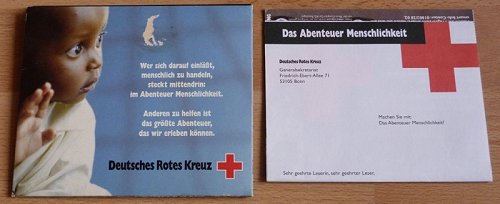 Wer sich darauf einläßt,
menschlich zu handeln,
steckt mittendrin:
im Abenteuer Menschlichkeit.
Anderen zu helfen ist
das größte Abenteuer,
das wir erleben können.
Deutsches Rotes Kreuz
Das Abenteuer Menschlichkeit
Deutsches Rotes Kreuz
Generalsekretariat
Friedrich-Ebert-Allee 71
53105 Bonn
Machen Sie mit:
Das Abenteuer Menschlichkeit!
Sehr geehrte Leserin, sehr geehrter Leser,